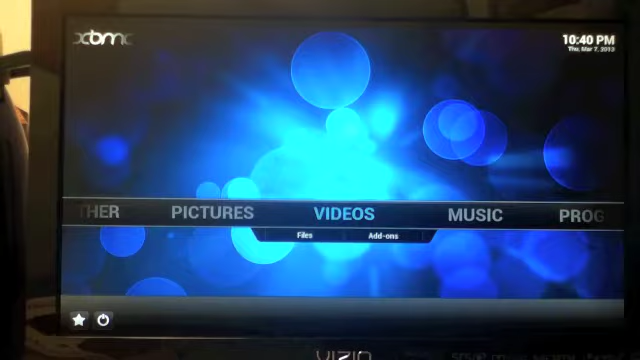 xbmc
10:40 PM
Thu, Mar 7, 2013
THER PICTURES VIDEOS MUSIC PROG
Files Add-ons
VIZIO